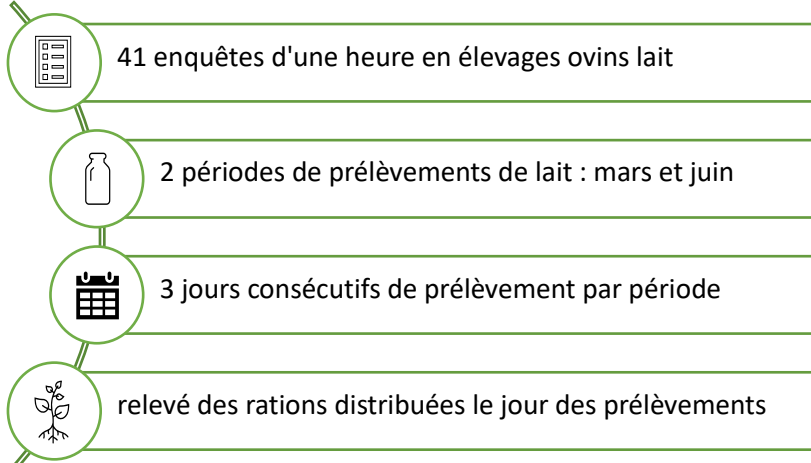 41 enquêtes d'une heure en élevages ovins lait
2 périodes de prélèvements de lait : mars et juin
3 jours consécutifs de prélèvement par période
relevé des rations distribuées le jour des prélèvements